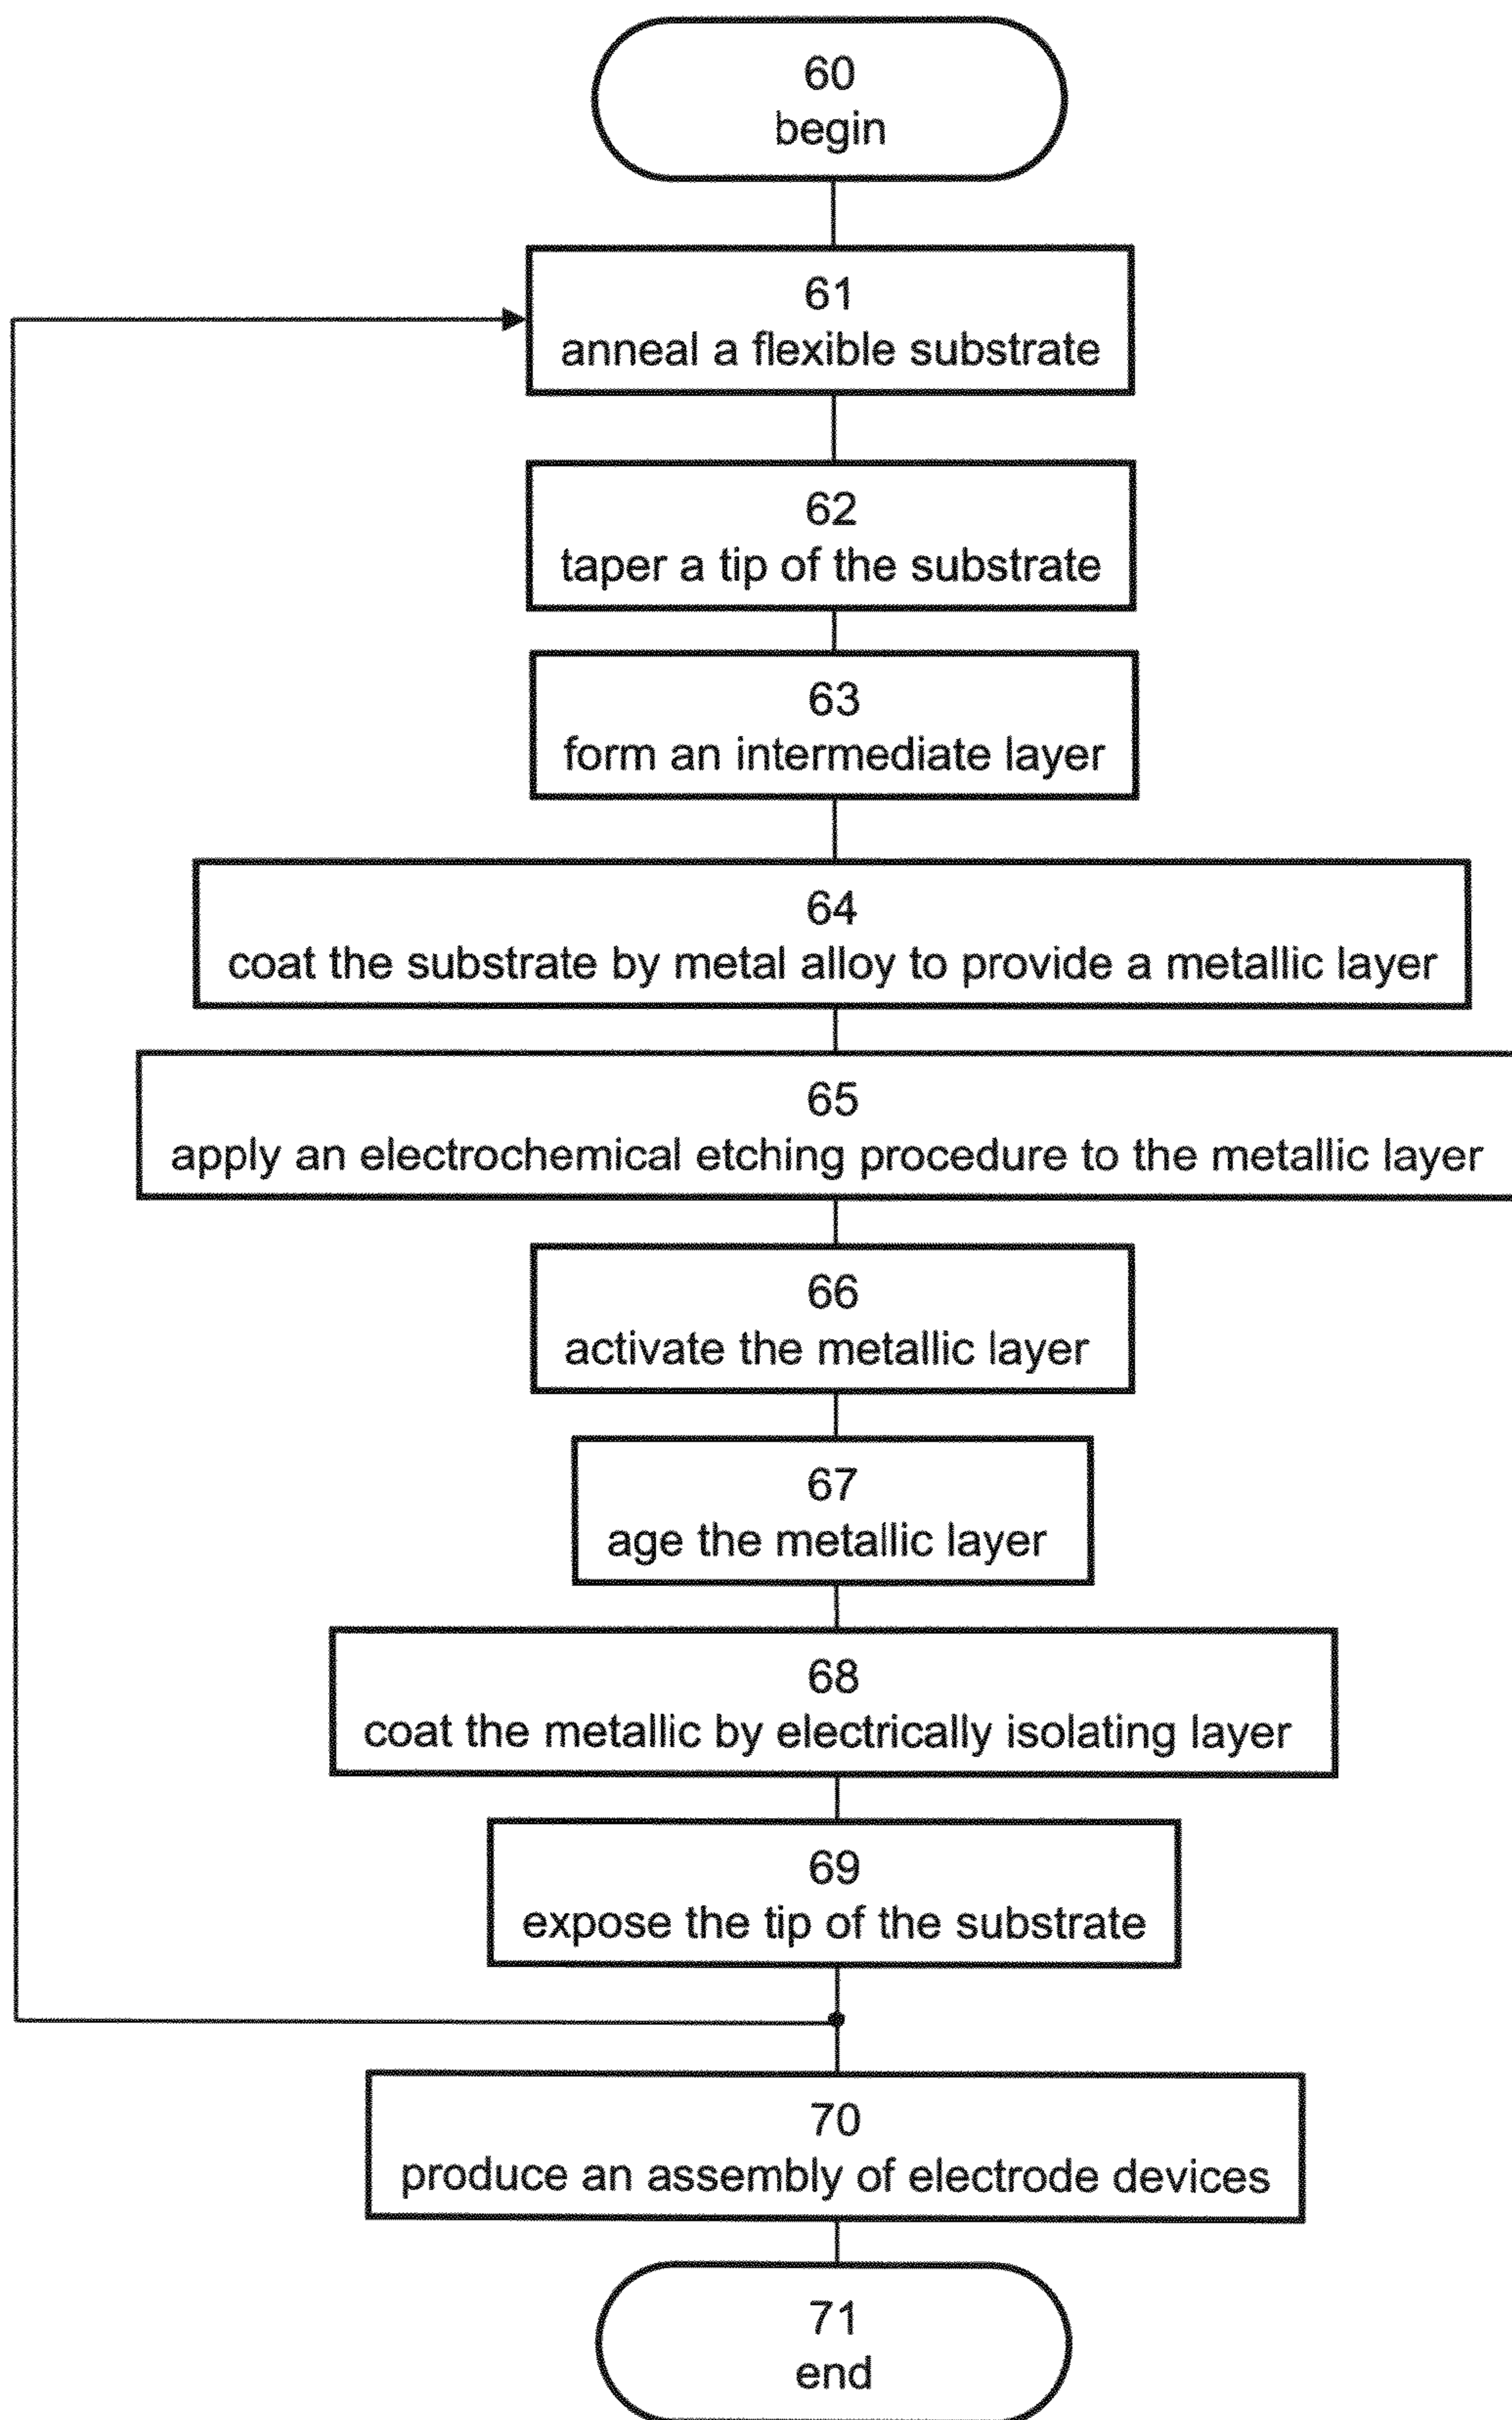 60
begin
61
anneal a flexible substrate
62
taper a tip of the substrate
63
form an intermediate layer
64
coat the substrate by metal alloy to provide a metallic layer
65
apply an electrochemical etching procedure to the metallic layer
66
activate the metallic layer
67
age the metallic layer
68
coat the metallic by electrically isolating layer
69
expose the tip of the substrate
70
produce an assembly of electrode devices
71
end